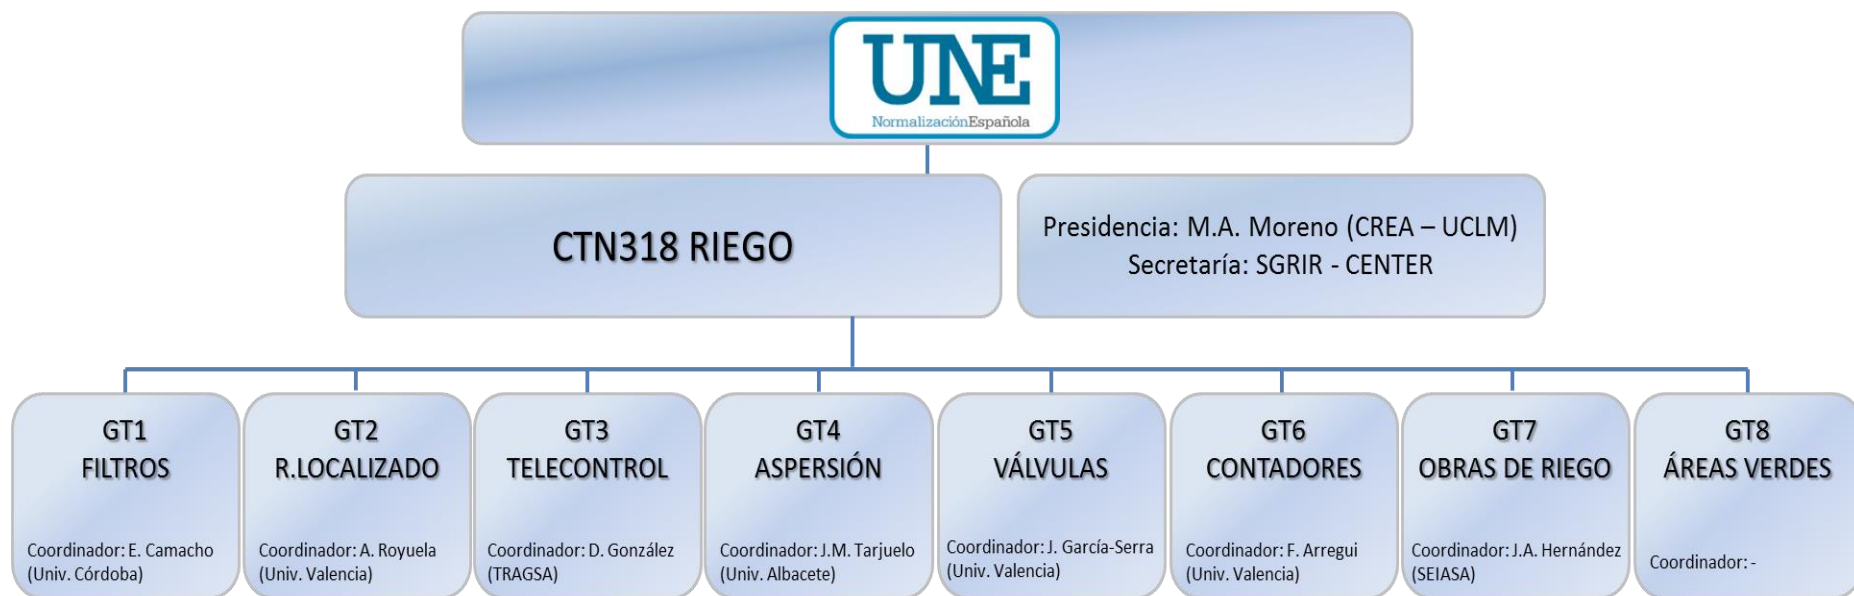 UNE
NormalizaciónEspañola
CTN318 RIEGO
Presidencia: M.A. Moreno (CREA – UCLM)
Secretaría: SGRIR - CENTER
GT1
FILTROS
Coordinador: E. Camacho
(Univ. Córdoba)
GT2
R.LOCALIZADO
Coordinador: A. Royuela
(Univ. Valencia)
GT3
TELECONTROL
Coordinador: D. González
(TRAGSA)
GT4
ASPERSIÓN
Coordinador: J.M. Tarjuelo
(Univ. Albacete)
GT5
VÁLVULAS
Coordinador: J. García-Serra
(Univ. Valencia)
GT6
CONTADORES
Coordinador: F. Arregui
(Univ. Valencia)
GT7
OBRAS DE RIEGO
Coordinador: J.A. Hernández
(SEIASA)
GT8
ÁREAS VERDES
Coordinador: -